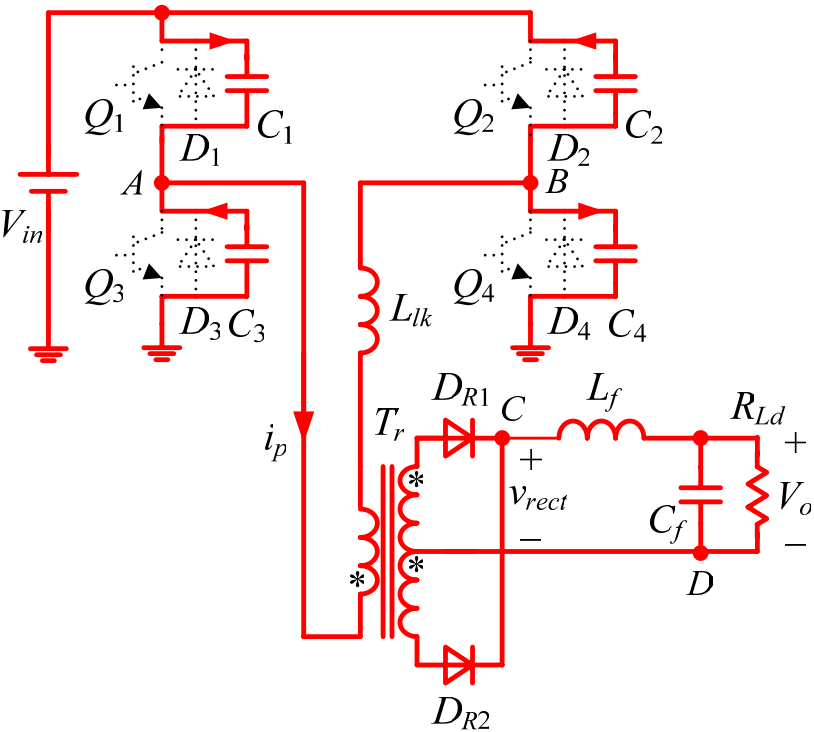 Q1 D1 C1 Q2 D2 C2
A B
Vin
Q3 D3 C3 Q4 D4 C4
Llk
DR1 C Lf RLd
ip Tr + +
* vrect Cf Vo
− −
* * D
DR2